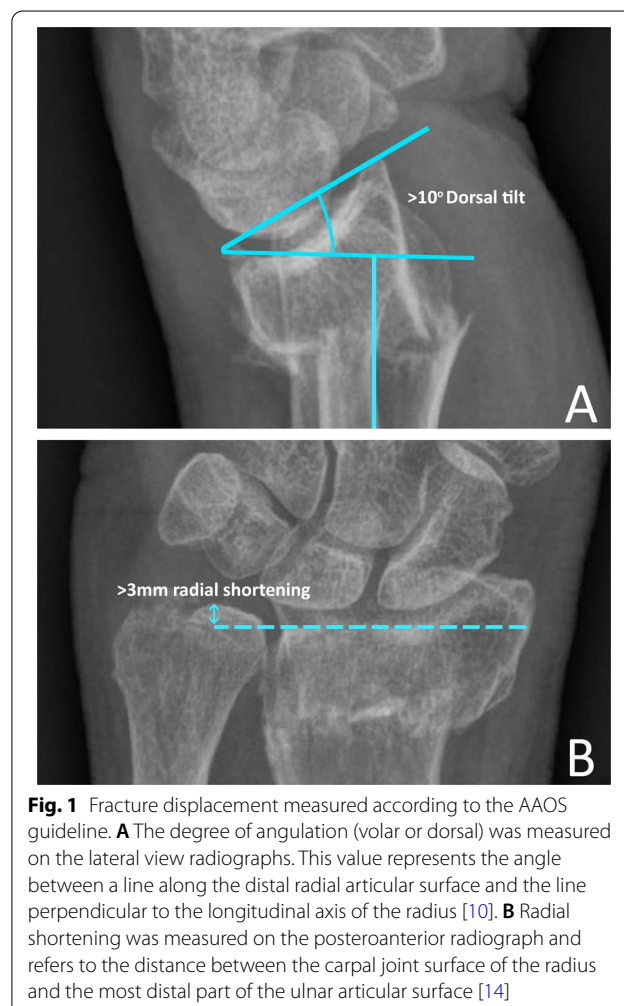 >10° Dorsal tilt
A
>3mm radial shortening
B
Fig. 1 Fracture displacement measured according to the AAOS
guideline. A The degree of angulation (volar or dorsal) was measured
on the lateral view radiographs. This value represents the angle
between a line along the distal radial articular surface and the line
perpendicular to the longitudinal axis of the radius [10]. B Radial
shortening was measured on the posteroanterior radiograph and
refers to the distance between the carpal joint surface of the radius
and the most distal part of the ulnar articular surface [14]